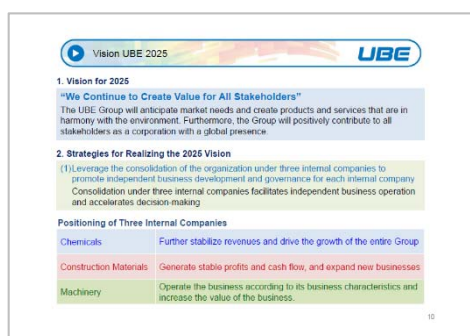 Vision UBE 2025
UBE
1. Vision for 2025
“We Continue to Create Value for All Stakeholders”
The UBE Group will anticipate market needs and create products and services that are in
harmony with the environment. Furthermore, the Group will positively contribute to all
stakeholders as a corporation with a global presence.
2. Strategies for Realizing the 2025 Vision
(1)Leverage the consolidation of the organization under three internal companies to
promote independent business development and governance for each internal company
Consolidation under three internal companies facilitates independent business operation
and accelerates decision-making
Positioning of Three Internal Companies
Chemicals Further stabilize revenues and drive the growth of the entire Group
Construction Materials Generate stable profits and cash flow, and expand new businesses
Machinery Operate the business according to its business characteristics and
increase the value of the business.
10